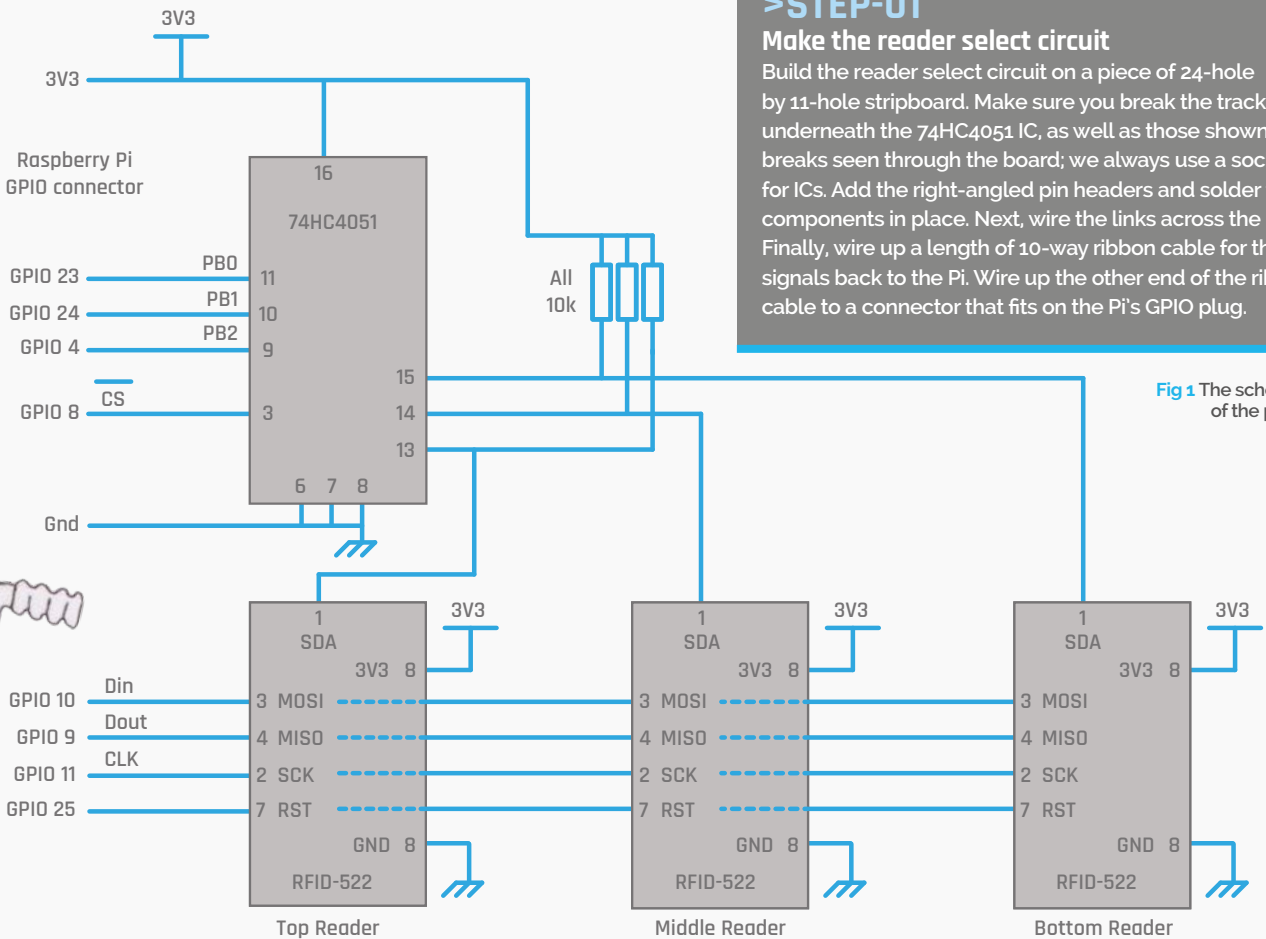 3V3
3V3
Raspberry Pi
GPIO connector
16
74HC4051
GPIO 23 PB0 11
GPIO 24 PB1 10
GPIO 4 PB2 9
GPIO 8 CS 3
15
14
13
6 7 8
Gnd
All
10k
>STEP-01
Make the reader select circuit
Build the reader select circuit on a piece of 24-hole
by 11-hole stripboard. Make sure you break the track
underneath the 74HC4051 IC, as well as those shown
breaks seen through the board; we always use a
for ICs. Add the right-angled pin headers and solder
components in place. Next, wire the links across the
Finally, wire up a length of 10-way ribbon cable for
signals back to the Pi. Wire up the other end of the
cable to a connector that fits on the Pi's GPIO plug.
Fig 1 The
of the
1
SDA
3V3
3V3 8
GPIO 10 Din 3 MOSI
GPIO 9 Dout 4 MISO
GPIO 11 CLK 2 SCK
GPIO 25 7 RST
GND 8
RFID-522
Top Reader
1
SDA
3V3
3V3 8
3 MOSI
4 MISO
2 SCK
7 RST
GND 8
RFID-522
Middle Reader
1
SDA
3V3
3V3 8
3 MOSI
4 MISO
2 SCK
7 RST
GND 8
RFID-522
Bottom Reader